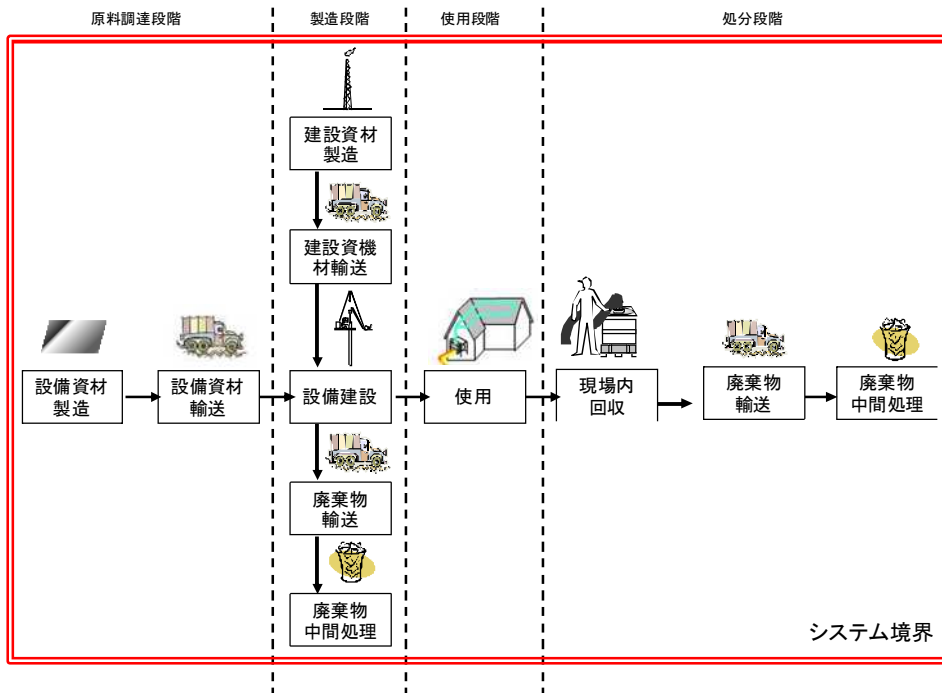 原料調達段階
製造段階
使用段階
処分段階
建設資材
製造
建設資機
材輸送
設備資材
製造
設備資材
輸送
設備建設
使用
現場内
回収
廃棄物
輸送
廃棄物
中間処理
廃棄物
輸送
廃棄物
中間処理
システム境界